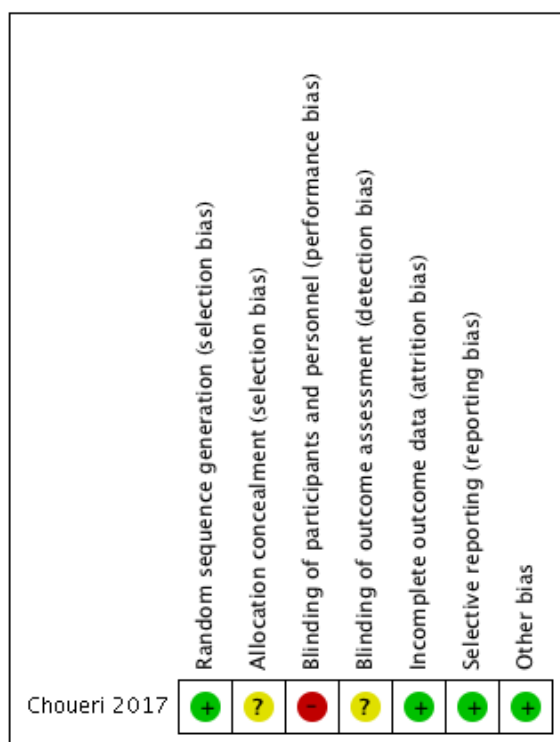 Random sequence generation (selection bias)
Allocation concealment (selection bias)
Blinding of participants and personnel (performance bias)
Blinding of outcome assessment (detection bias)
Incomplete outcome data (attrition bias)
Selective reporting (reporting bias)
Other bias
Choueri 2017 + ? - ? + + +